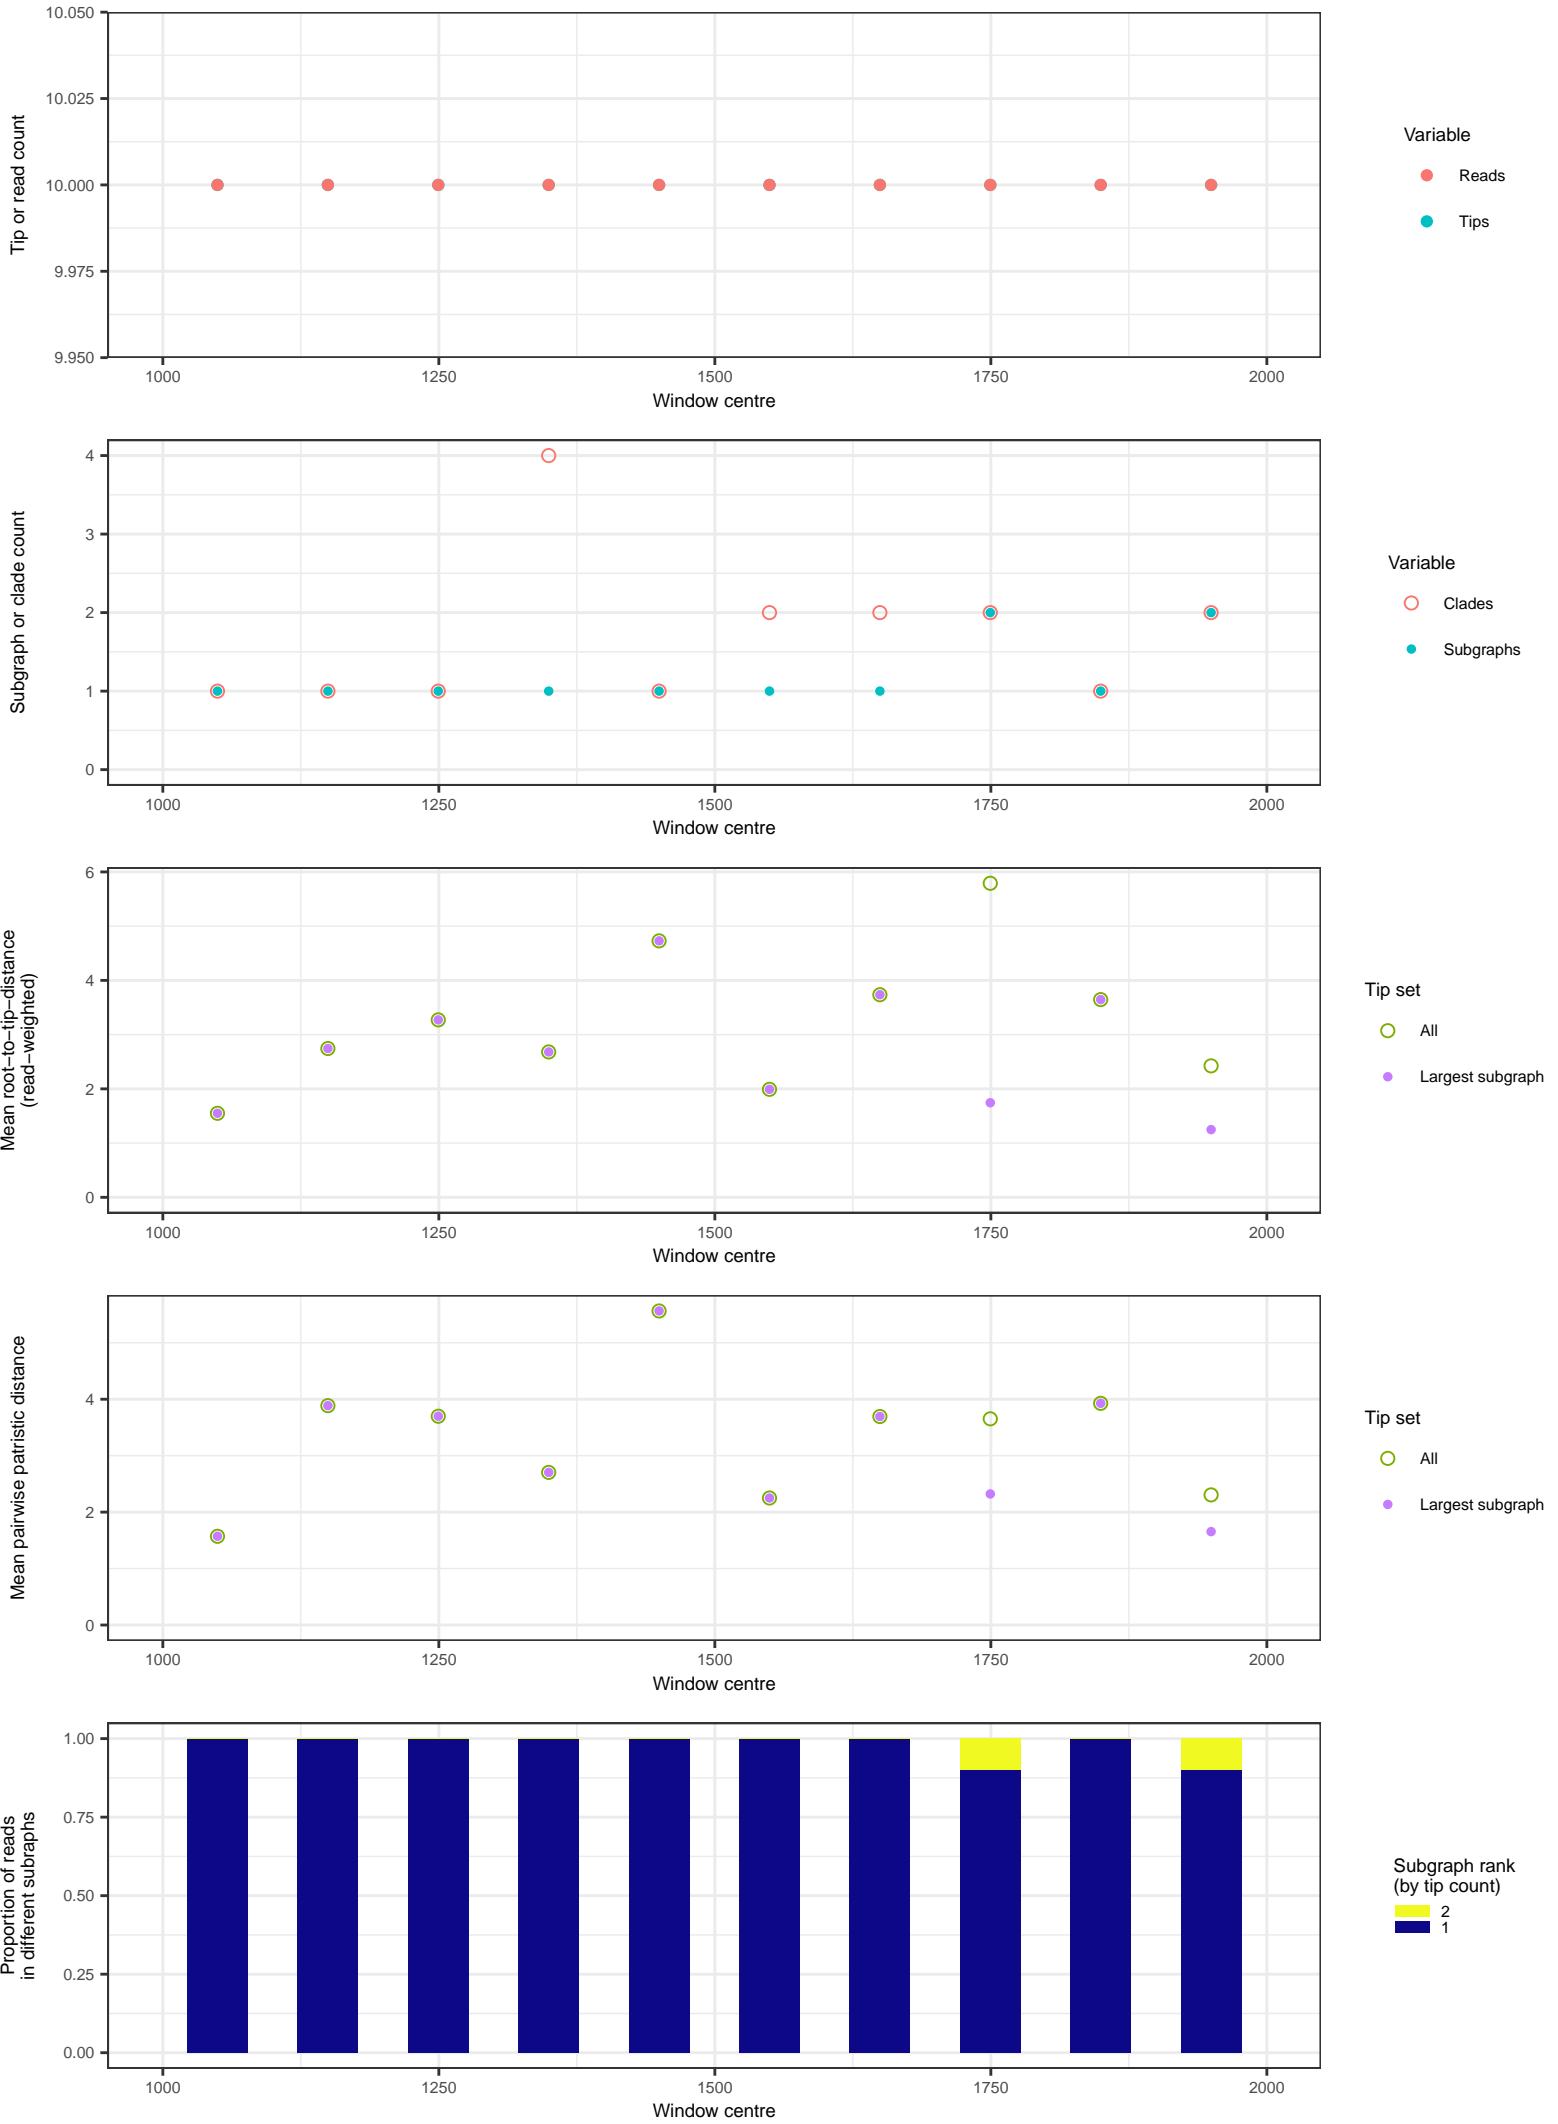 10.050
10.025
10.000
9.975
9.950
Tip or read count
1000 1250 1500 1750 2000
Window centre
Variable
Reads
Tips
4
3
2
1
0
Subgraph or clade count
1000 1250 1500 1750 2000
Window centre
Variable
Clades
Subgraphs
6
4
2
0
Mean root−to−tip−distance
(read−weighted)
1000 1250 1500 1750 2000
Window centre
Tip set
All
Largest subgraph
4
2
0
Mean pairwise patristic distance
1000 1250 1500 1750 2000
Window centre
Tip set
All
Largest subgraph
1.00
0.75
0.50
0.25
0.00
Proportion of reads
in different subraphs
1000 1250 1500 1750 2000
Window centre
Subgraph rank
(by tip count)
2
1